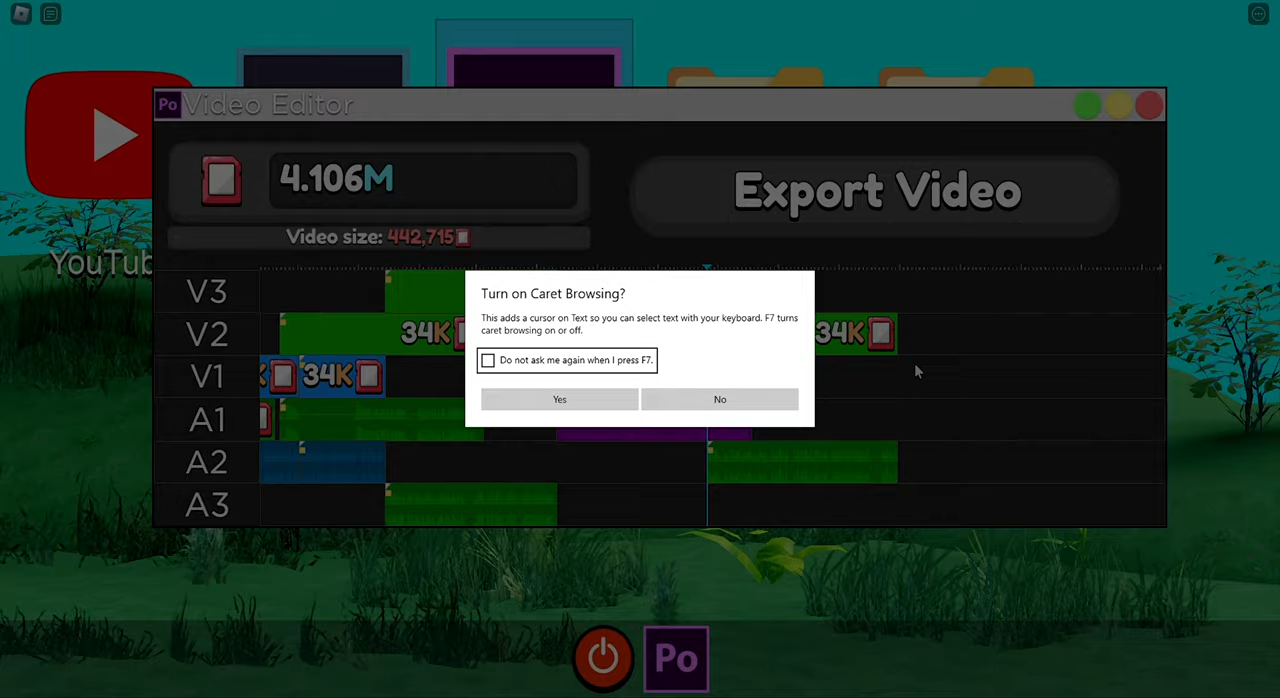 Po Video Editor
4.106M
Export Video
Video size: 442,715
YouTub
V3
V2
34K
34K
V1
K
34K
A1
A2
A3
Turn on Caret Browsing?
This adds a cursor on Text so you can select text with your keyboard. F7 turns
caret browsing on or off.
Do not ask me again when I press F7.
Yes
No
Po